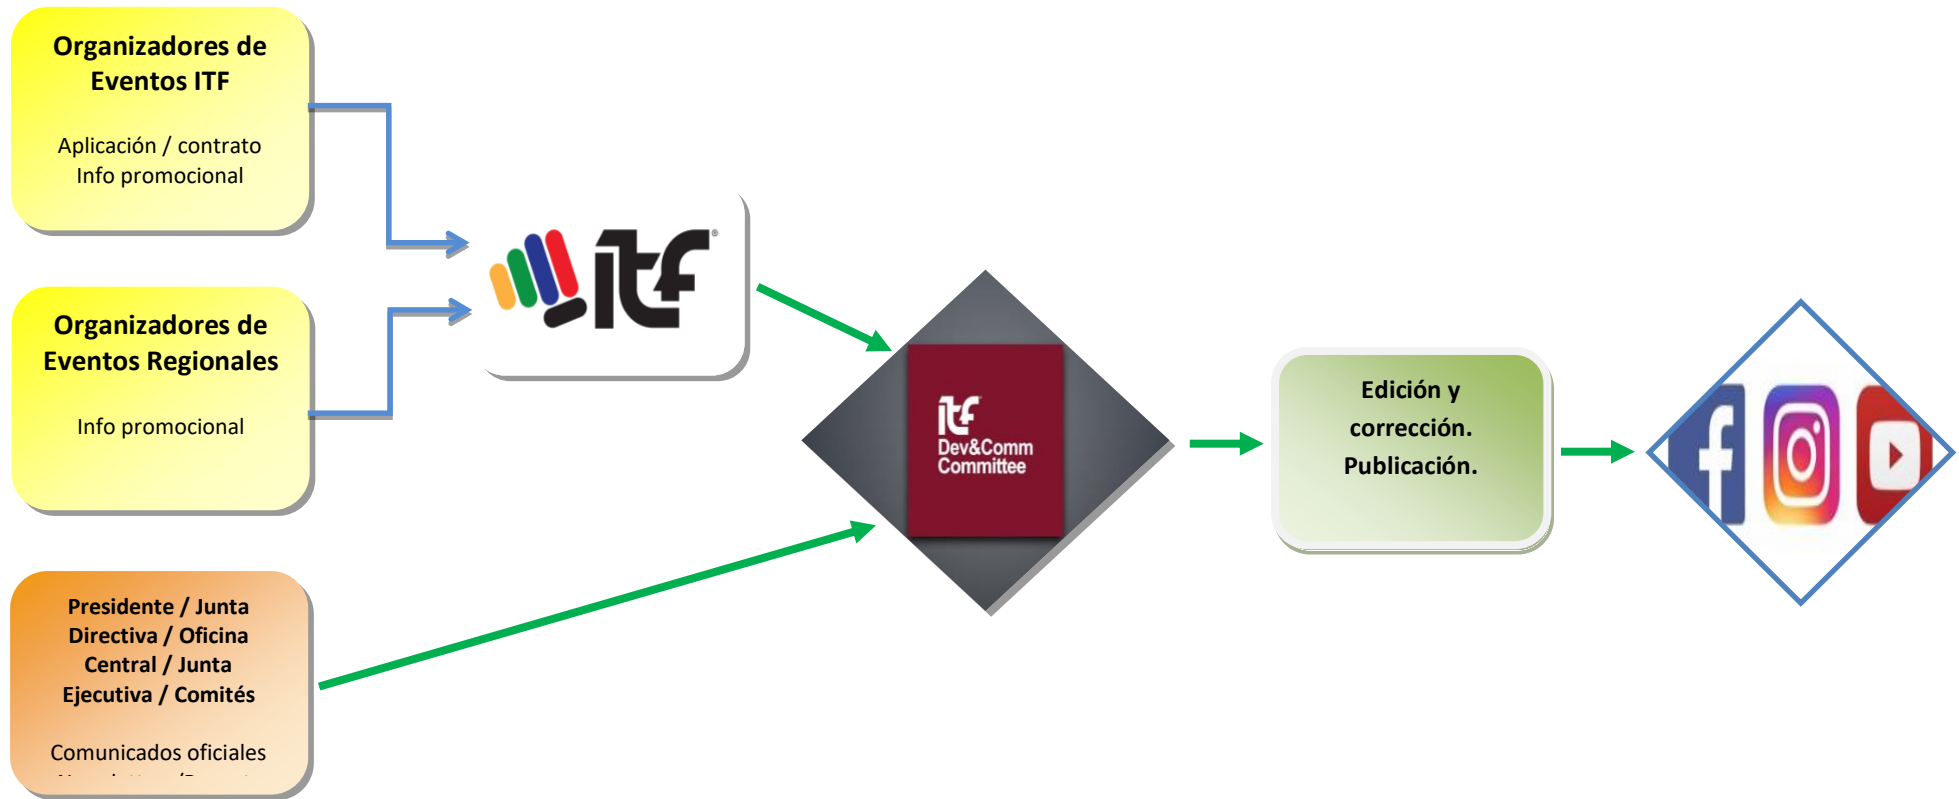 Organizadores de
Eventos ITF
Aplicación / contrato
Info promocional
Organizadores de
Eventos Regionales
Info promocional
Presidente / Junta
Directiva / Oficina
Central / Junta
Ejecutiva / Comités
Comunicados oficiales
itf®
itf
Dev&Comm
Committee
Edición y
corrección.
Publicación.